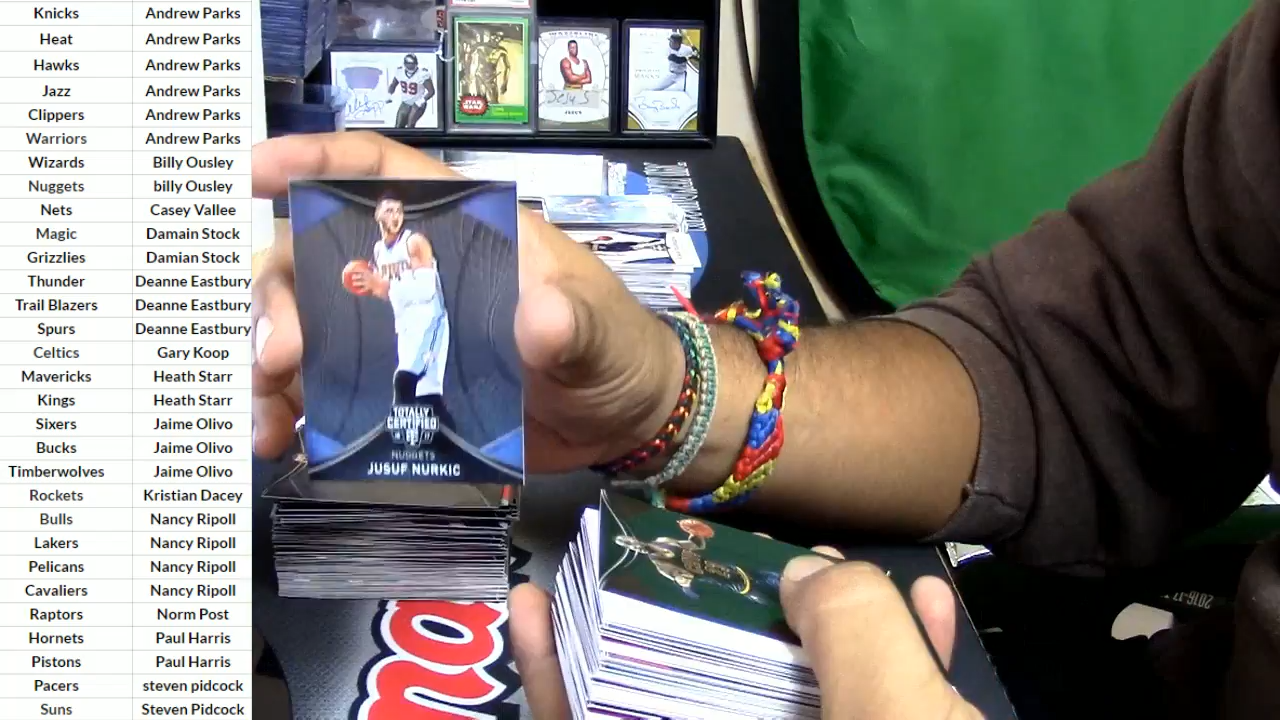 Knicks Andrew Parks
Heat Andrew Parks
Hawks Andrew Parks
Jazz Andrew Parks
Clippers Andrew Parks
Warriors Andrew Parks
Wizards Billy Ousley
Nuggets billy Ousley
Nets Casey Vallee
Magic Damain Stock
Grizzlies Damian Stock
Thunder Deanne Eastbury
Trail Blazers Deanne Eastbury
Spurs Deanne Eastbury
Celtics Gary Koop
Mavericks Heath Starr
Kings Heath Starr
Sixers Jaime Olivo
Bucks Jaime Olivo
Timberwolves Jaime Olivo
Rockets Kristian Dacey
Bulls Nancy Ripoll
Lakers Nancy Ripoll
Pelicans Nancy Ripoll
Cavaliers Nancy Ripoll
Raptors Norm Post
Hornets Paul Harris
Pistons Paul Harris
Pacers steven pidcock
Suns Steven Pidcock
99
STAR WARS
TOTALLY
CERTIFIED
NUGGETS
JUSUF NURKIC
2016-17